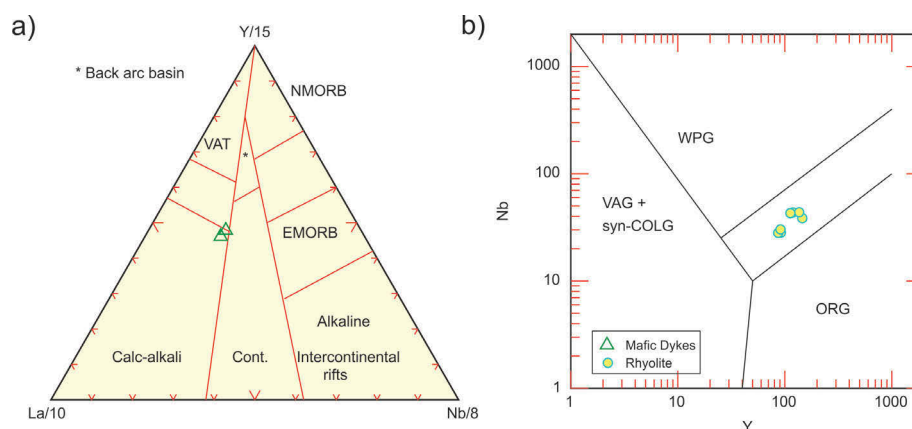 a)
Y/15
* Back arc basin
NMORB
VAT
*
EMORB
Alkaline
Calc-alkali
Cont.
Intercontinental
rifts
La/10
Nb/8
b)
1000
WPG
100
Nb
VAG +
syn-COLG
10
ORG
Mafic Dykes
Rhyolite
1
1
10
100
1000
Y